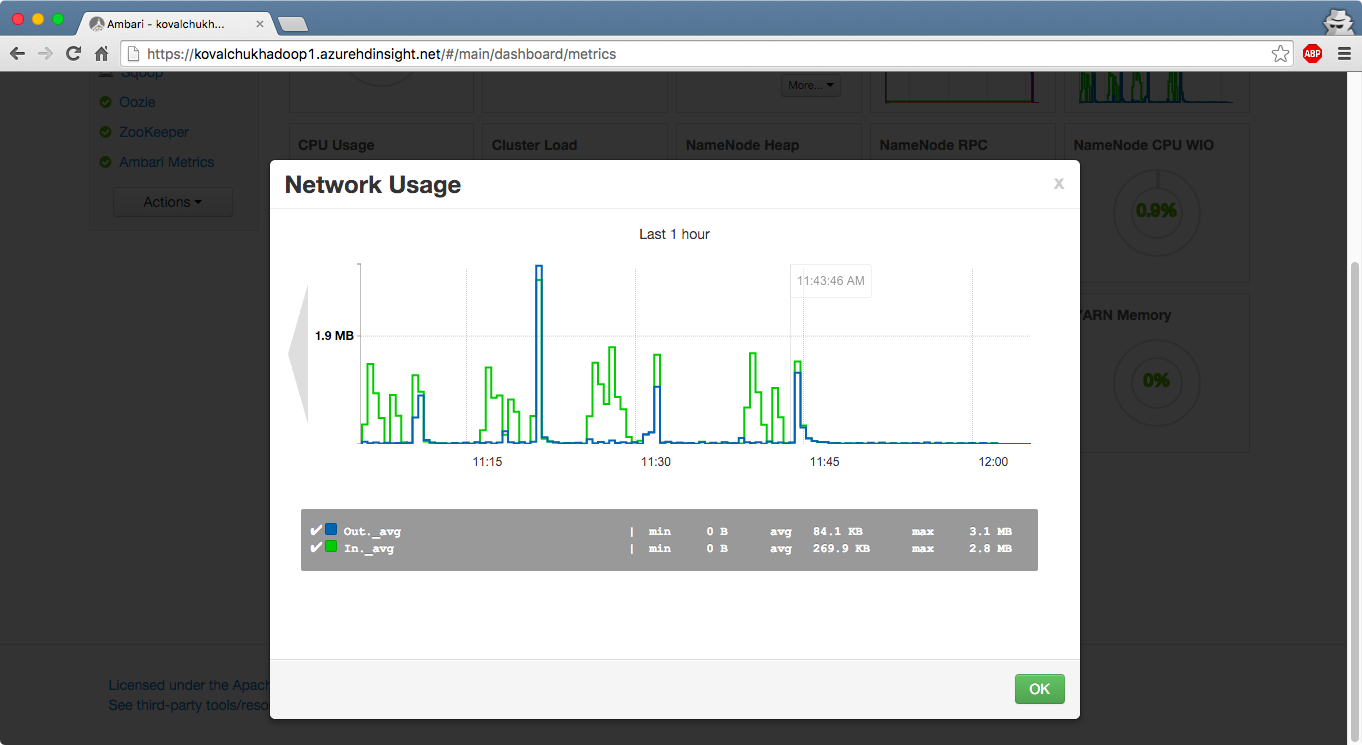 Ambari - kovalchukh...
https://kovalchukhadoop1.azurehdinsight.net/#/main/dashboard/metrics
ABP
Sqoop
Oozie
ZooKeeper
Ambari Metrics
Actions
More...
CPU Usage
Cluster Load
NameNode Heap
NameNode RPC
NameNode CPU WIO
0.9%
YARN Memory
0%
Network Usage
x
Last 1 hour
11:43:46 AM
1.9 MB
11:15 11:30 11:45 12:00
Out._avg | min 0 B avg 84.1 KB max 3.1 MB
In._avg | min 0 B avg 269.9 KB max 2.8 MB
OK
Licensed under the Apach
See third-party tools/reso